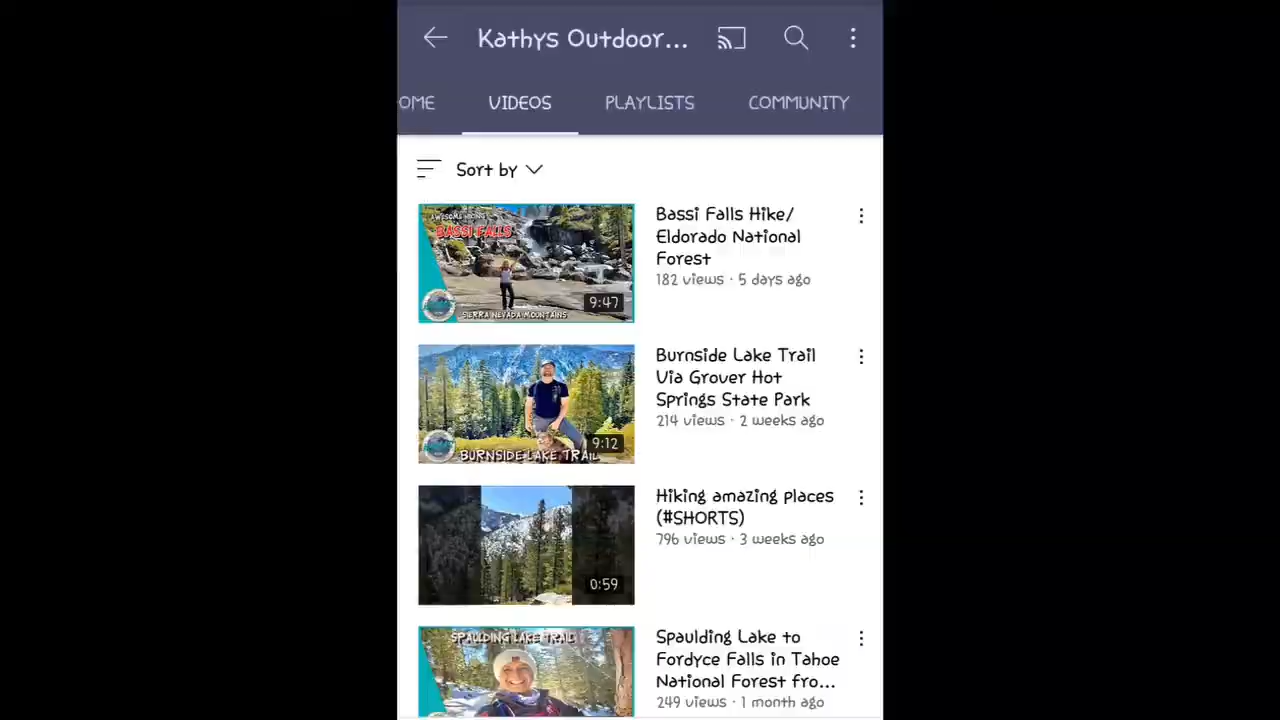 Kathys Outdoor...
OME VIDEOS PLAYLISTS COMMUNITY
Sort by
AWESOME HIKING
BASSI FALLS
SIERRA NEVADA MOUNTAINS
9:47
Bassi Falls Hike/
Eldorado National
Forest
182 views · 5 days ago
BURNSIDE LAKE TRAIL
9:12
Burnside Lake Trail
Via Grover Hot
Springs State Park
214 views · 2 weeks ago
0:59
Hiking amazing places
(#SHORTS)
796 views · 3 weeks ago
SPAULDING LAKE TRAIL
Spaulding Lake to
Fordyce Falls in Tahoe
National Forest fro...
249 views · 1 month ago